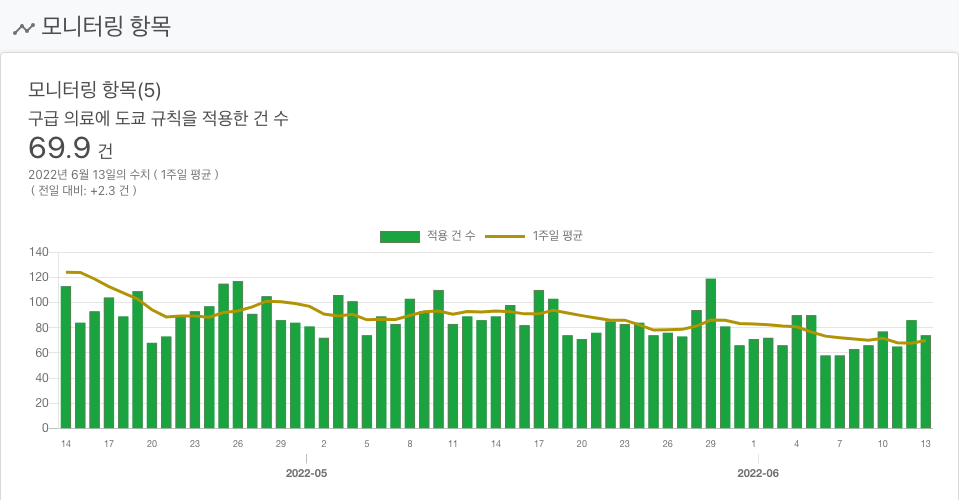 모니터링 항목
모니터링 항목(5)
구급 의료에 도쿄 규칙을 적용한 건 수
69.9 건
2022년 6월 13일의 수치 ( 1주일 평균 )
( 전일 대비: +2.3 건 )
적용 건 수 1주일 평균
140
120
100
80
60
40
20
0
14 17 20 23 26 29 2 5 8 11 14 17 20 23 26 29 1 4 7 10 13
2022-05 2022-06